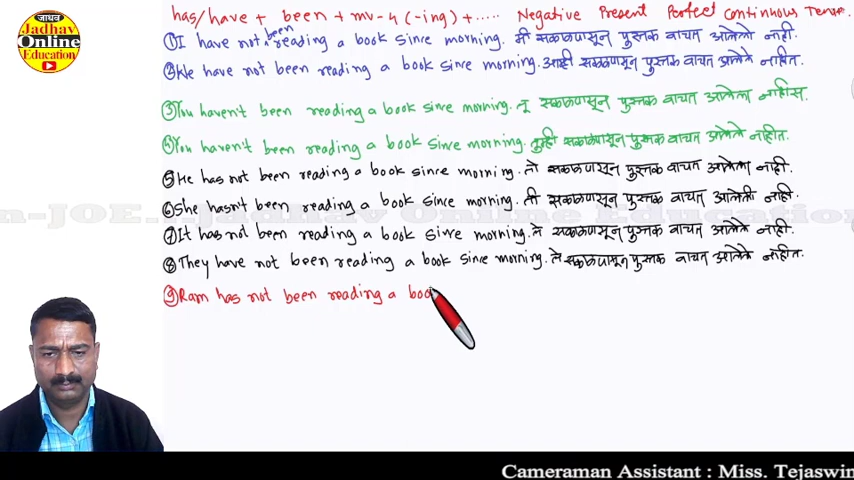 जाधव
Jadhav
Online
Education
has/have + been + mv-4 (-ing) + ..... Negative Present Perfect Continuous Tense.
① I have not been reading a book since morning. मी सकाळपासून पुस्तक वाचत आलेलो नाही.
② We have not been reading a book since morning. आम्ही सकाळपासून पुस्तक वाचत आलेलो नाहीत.
③ You haven't been reading a book since morning. तू सकाळपासून पुस्तक वाचत आलेला नाहीस.
④ You haven't been reading a book since morning. तुम्ही सकाळपासून पुस्तक वाचत आलेले नाहीत.
⑤ He has not been reading a book since morning. तो सकाळपासून पुस्तक वाचत आलेला नाही.
⑥ She hasn't been reading a book since morning. ती सकाळपासून पुस्तक वाचत आलेली नाही.
n-JOE. Jadhav Online Education
⑦ It has not been reading a book since morning. ते सकाळपासून पुस्तक वाचत आलेले नाही.
⑧ They have not been reading a book since morning. ते सकाळपासून पुस्तक वाचत आलेले नाहीत.
⑨ Ram has not been reading a boo
Cameraman Assistant : Miss. Tejaswin